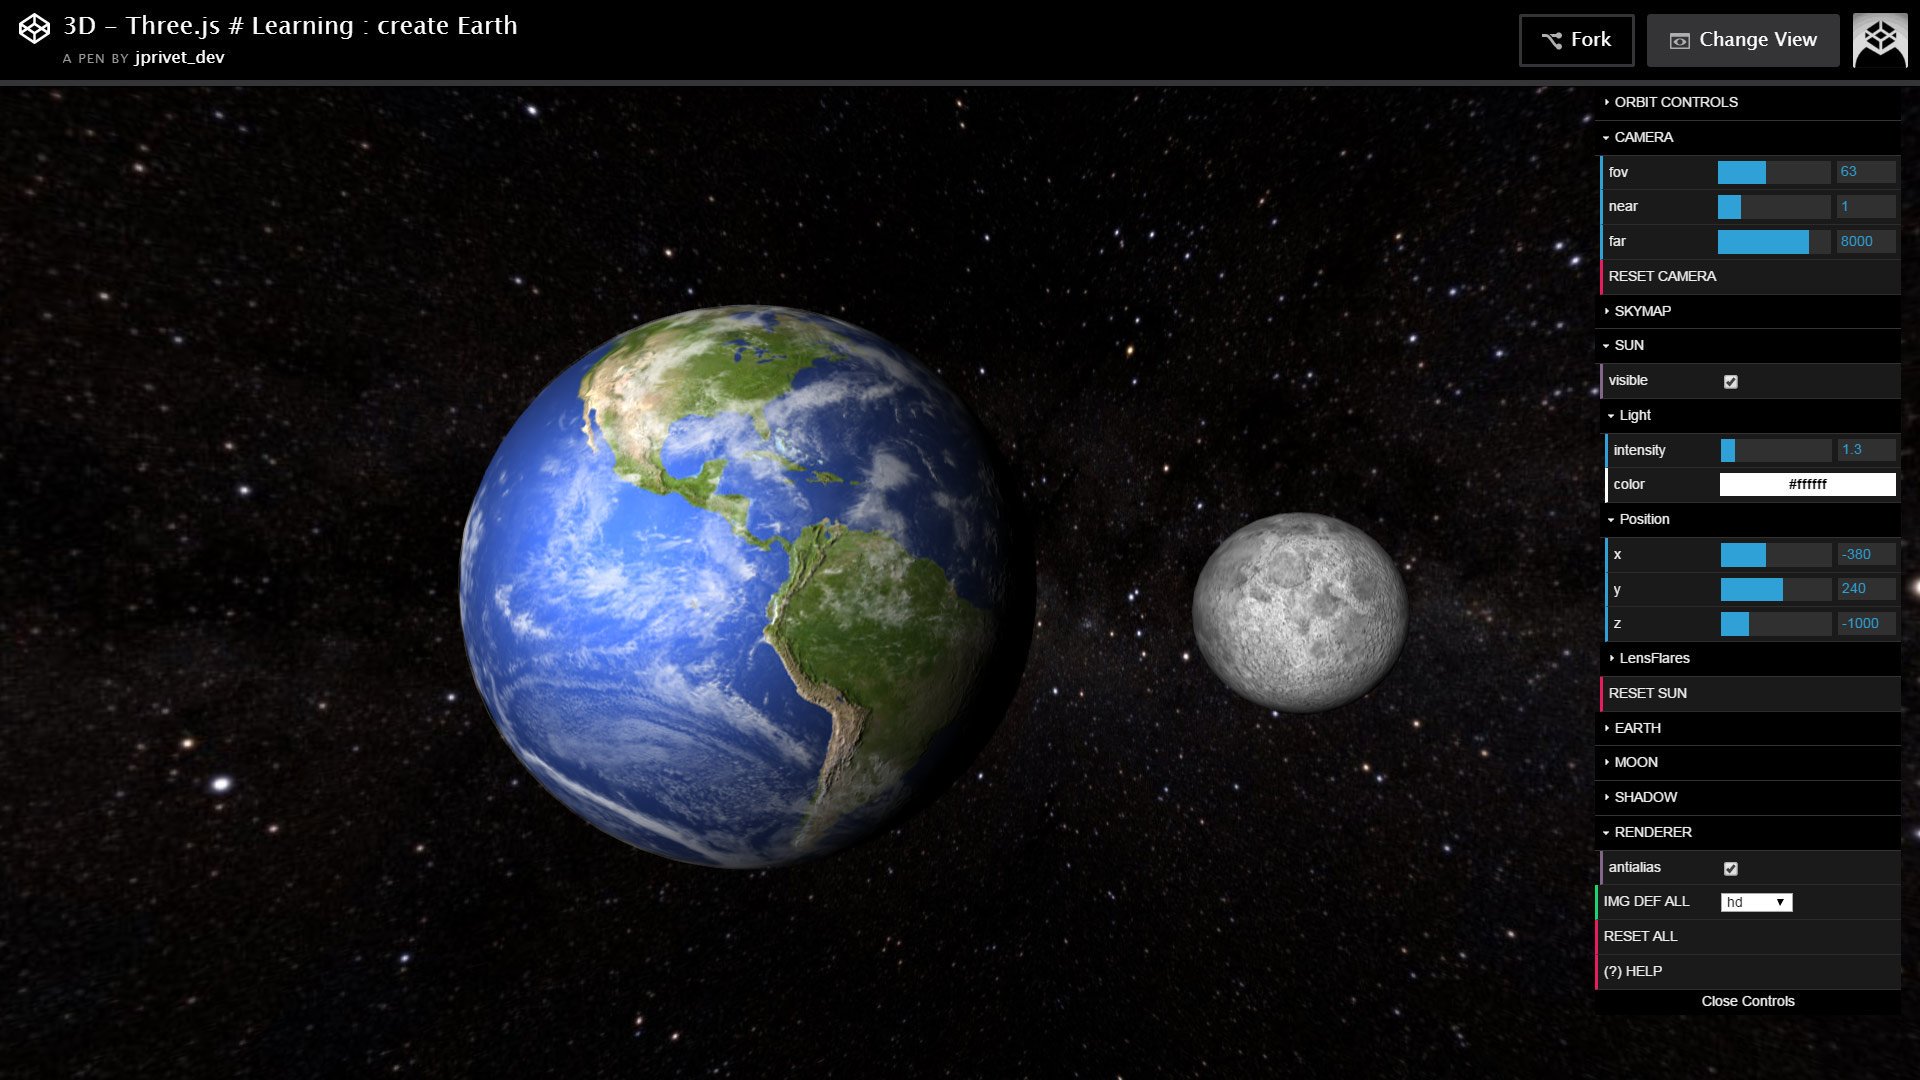 3D – Three.js # Learning : create Earth
A PEN BY jprivet_dev
Fork
Change View
ORBIT CONTROLS
CAMERA
fov 63
near 1
far 8000
RESET CAMERA
SKYMAP
SUN
visible
Light
intensity 1.3
color #ffffff
Position
x -380
y 240
z -1000
LensFlares
RESET SUN
EARTH
MOON
SHADOW
RENDERER
antialias
IMG DEF ALL hd
RESET ALL
(?) HELP
Close Controls